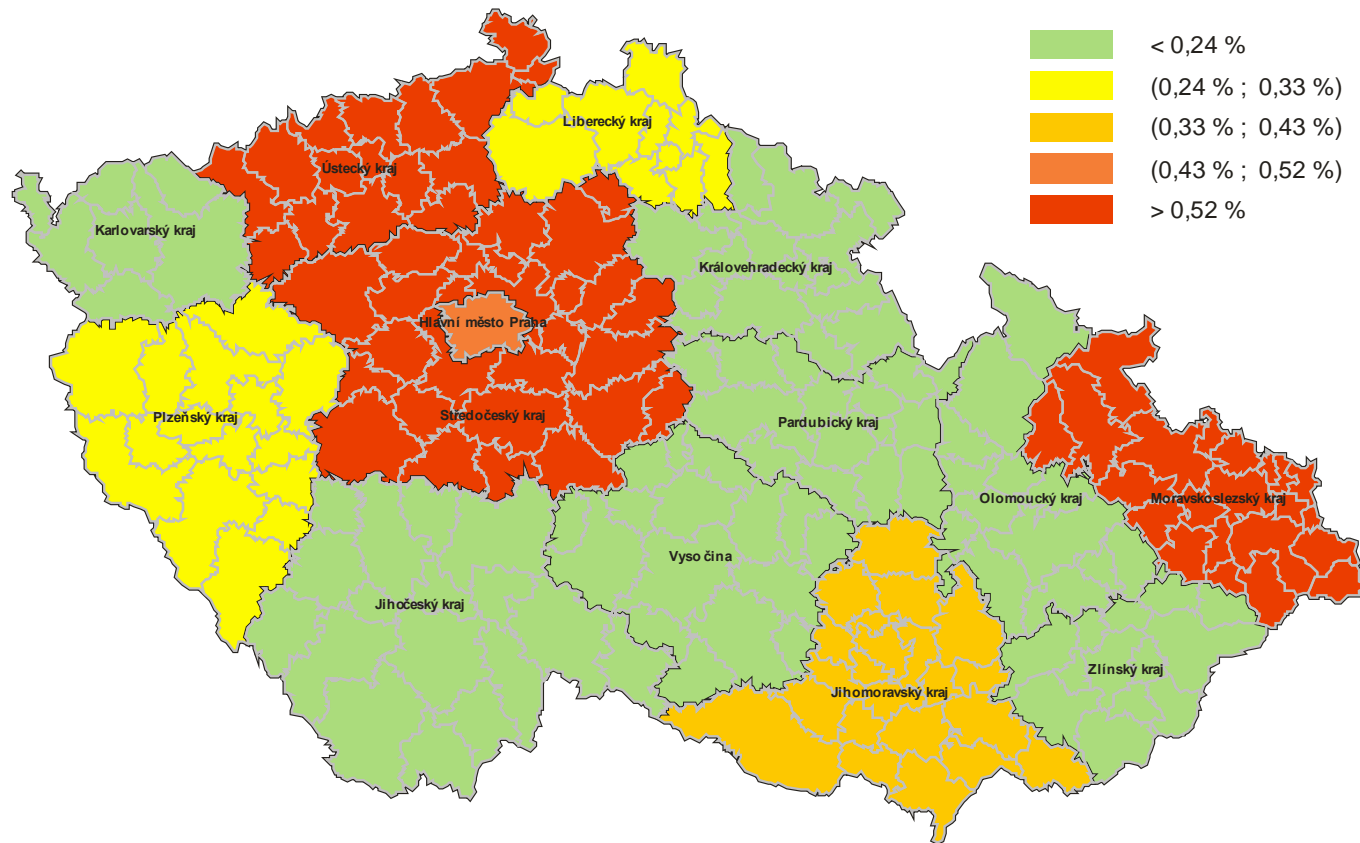 < 0,24 %
(0,24 % ; 0,33 %)
(0,33 % ; 0,43 %)
(0,43 % ; 0,52 %)
> 0,52 %
Liberecký kraj
Ústecký kraj
Karlovarský kraj
Královehradecký kraj
Hlavní město Praha
Plzeňský kraj
Středočeský kraj
Pardubický kraj
Olomoucký kraj
Moravskoslezský kraj
Vysočina
Jihočeský kraj
Zlínský kraj
Jihomoravský kraj